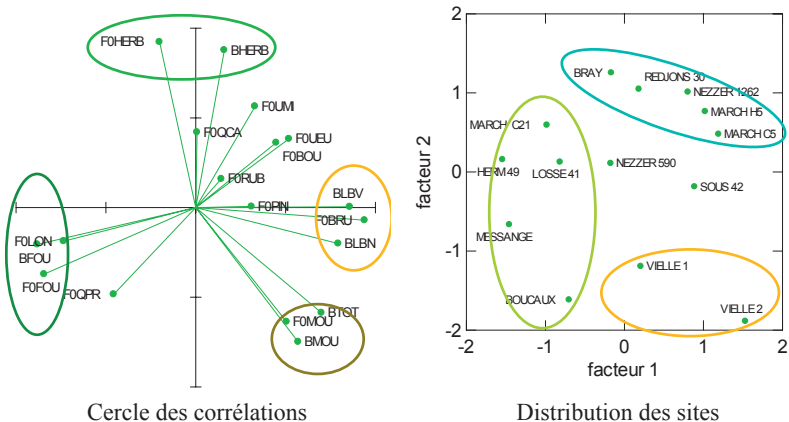 F0HERB
BHERB
F0UMI
F0QCA
F0UEU
F0BOU
F0RUB
F0PIN
BLBV
F0BRU
BLBN
F0LON
BFOU
F0FOU
F0QPR
BTOT
F0MOU
BMOU
Cercle des corrélations
2
1
0
-1
-2
facteur 2
BRAY
REDJONS 30
NEZZER 1262
MARCH H5
MARCH C5
MARCH C21
HERM 49
LOSSE 41
NEZZER 590
SOUS 42
MESSANGE
VIELLE 1
BOUCAUX
VIELLE 2
-2
-1
0
1
2
facteur 1
Distribution des sites